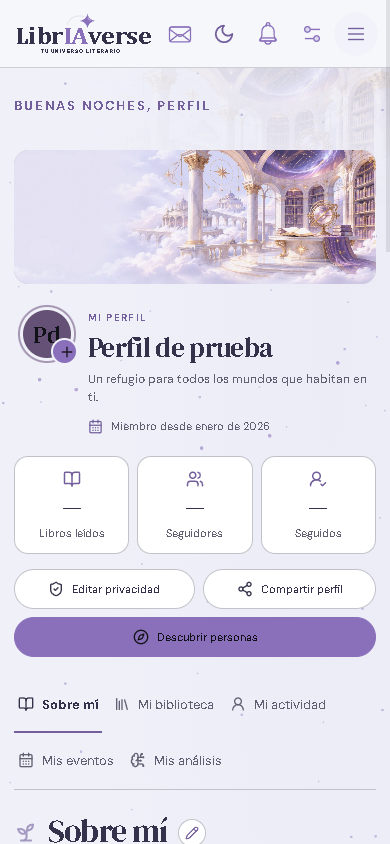 LibrIAverse
TU UNIVERSO LITERARIO
BUENAS NOCHES, PERFIL
Pd
MI PERFIL
Perfil de prueba
Un refugio para todos los mundos que habitan en
ti.
Miembro desde enero de 2026
— — —
Libros leídos Seguidores Seguidos
Editar privacidad Compartir perfil
Descubrir personas
Sobre mí Mi biblioteca Mi actividad
Mis eventos Mis análisis
Sobre mí